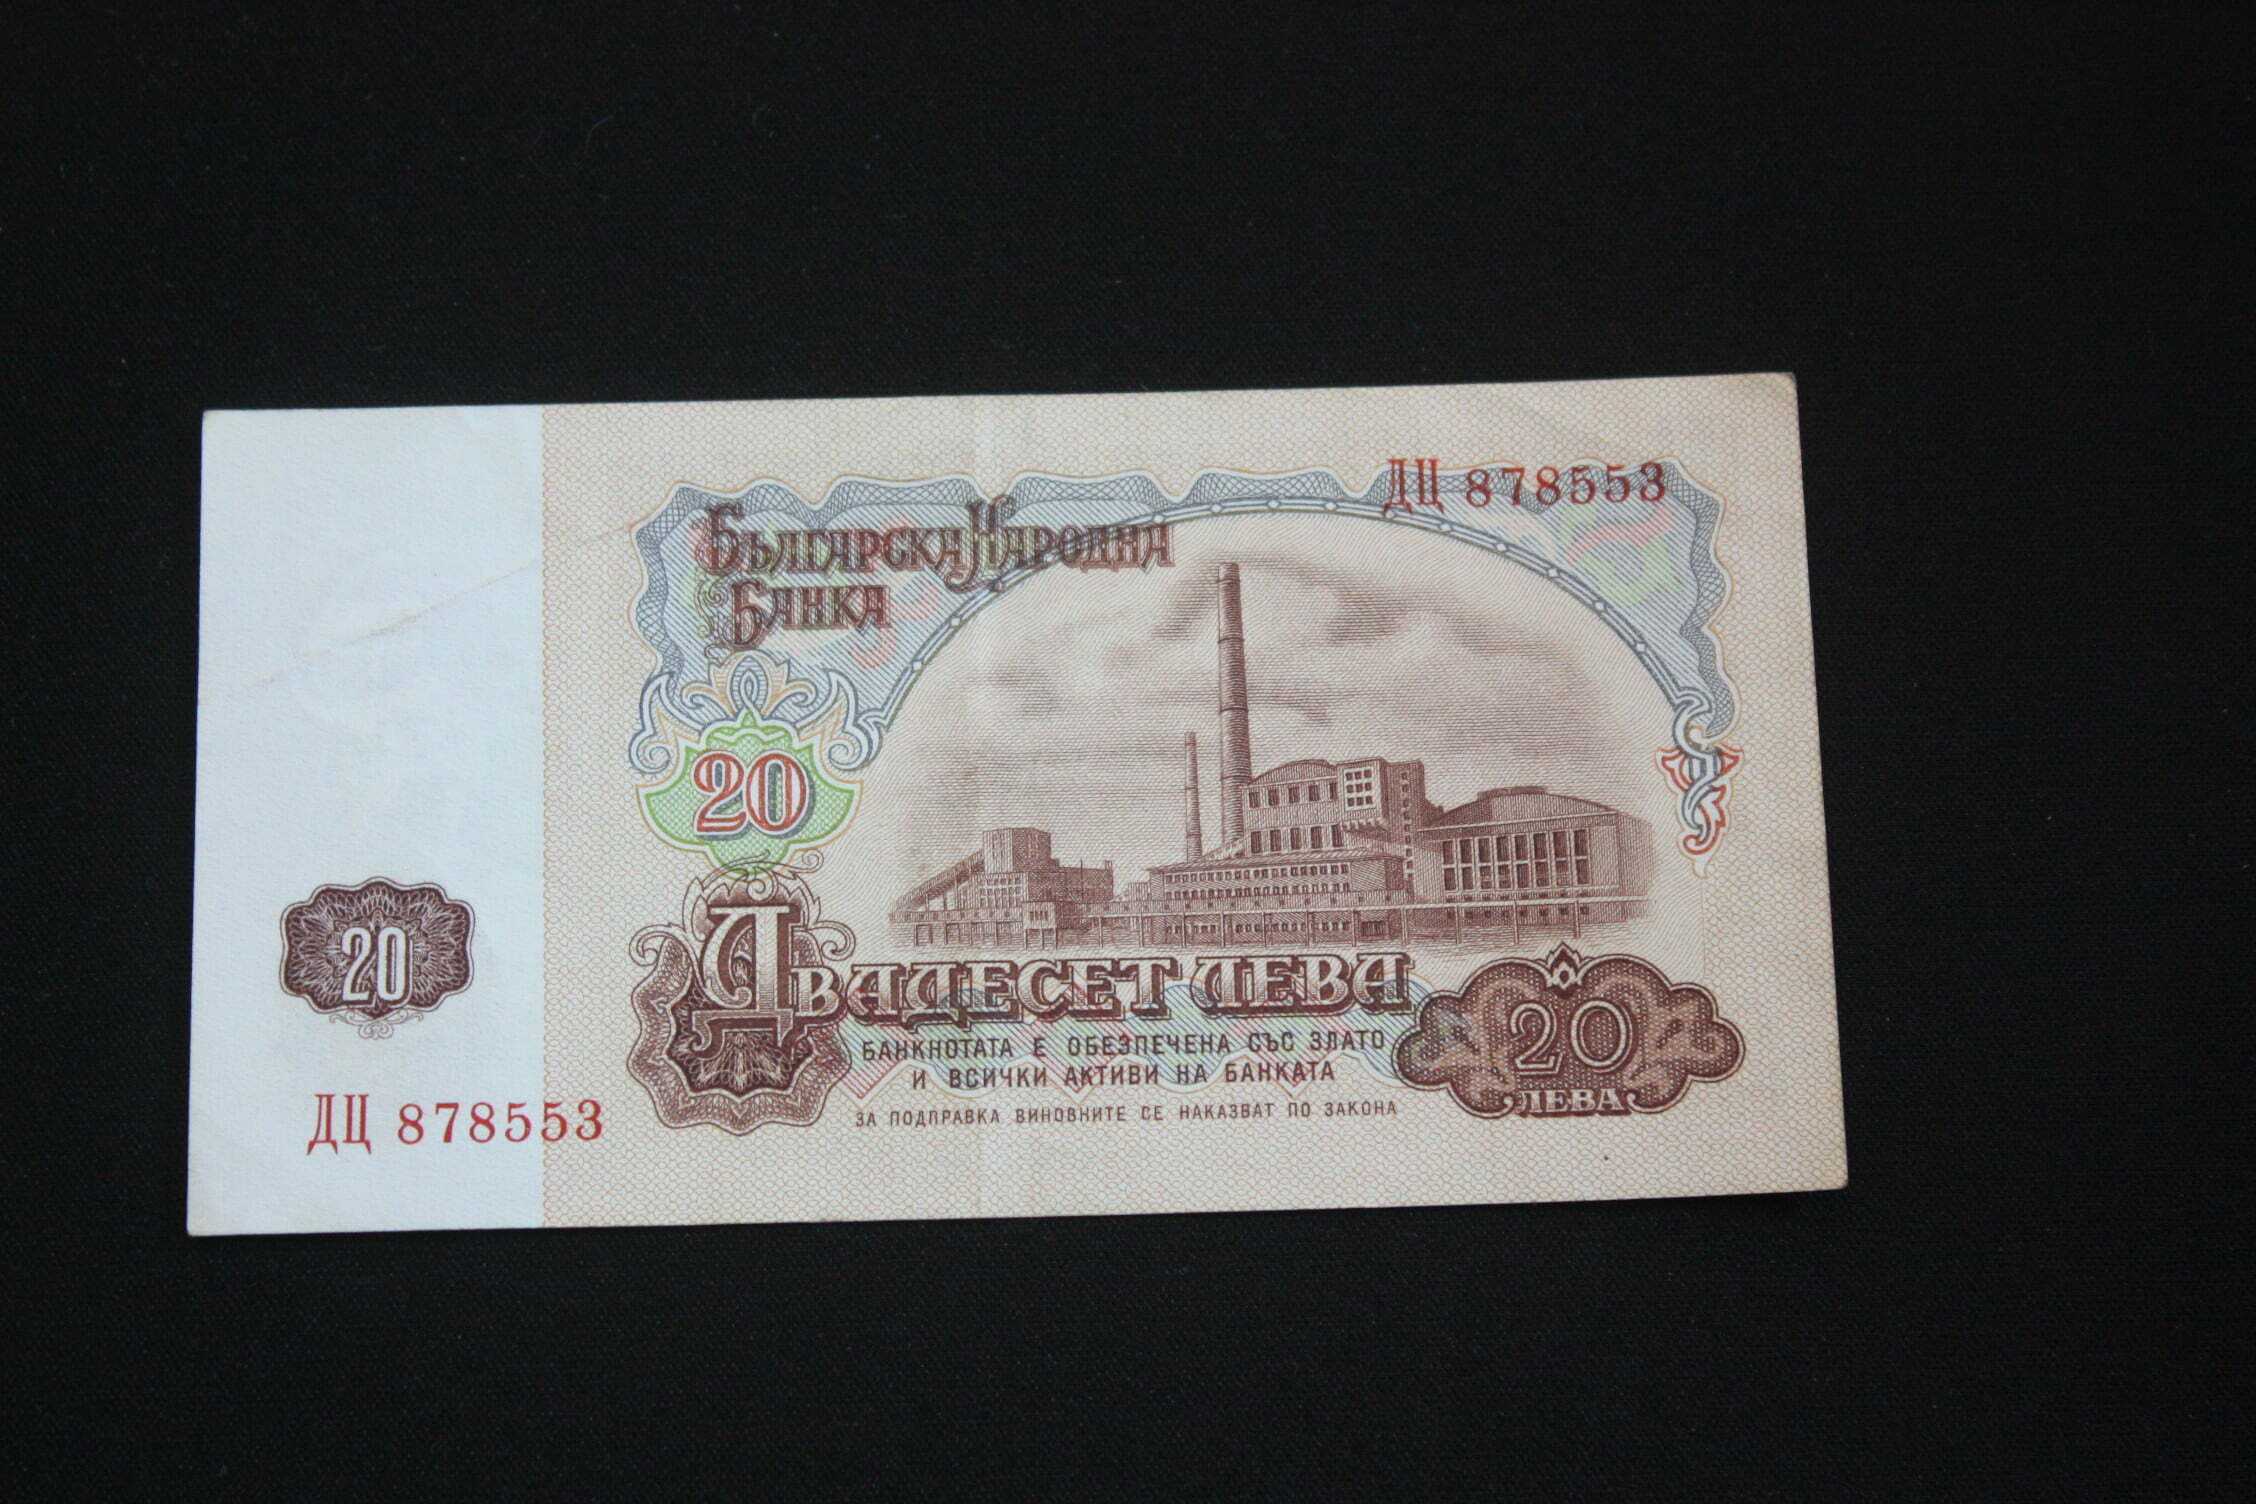 ДЦ 878553
Българска Народна
Банка
20
20
Двадесет лева
20
ЛЕВА
БАНКНОТАТА Е ОБЕЗПЕЧЕНА СЪС ЗЛАТО
И ВСИЧКИ АКТИВИ НА БАНКАТА
ЗА ПОДПРАВКА ВИНОВНИТЕ СЕ НАКАЗВАТ ПО ЗАКОНА
ДЦ 878553